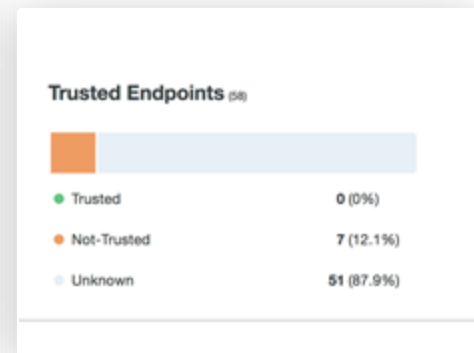 Trusted Endpoints (58)
Trusted 0 (0%)
Not-Trusted 7 (12.1%)
Unknown 51 (87.9%)